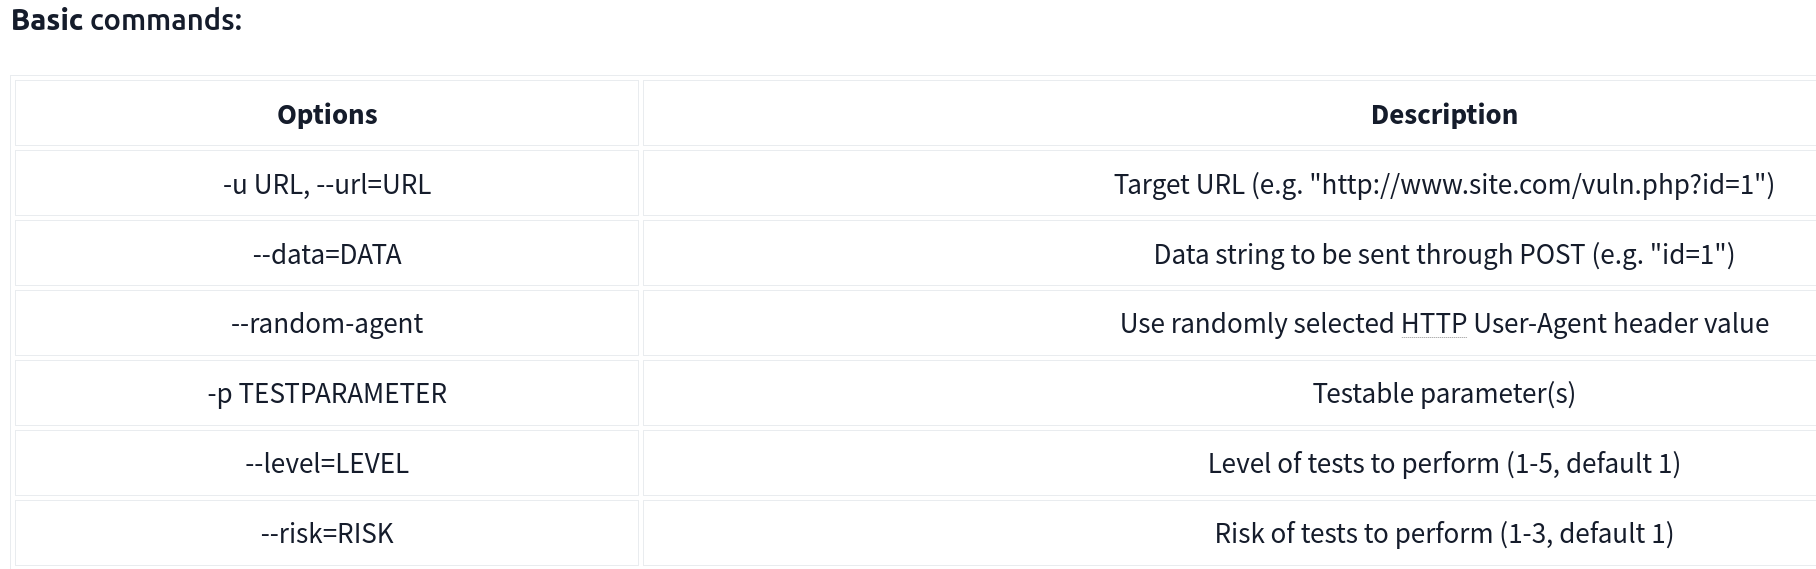 Basic commands:
Options Description
-u URL, --url=URL Target URL (e.g. "http://www.site.com/vuln.php?id=1")
--data=DATA Data string to be sent through POST (e.g. "id=1")
--random-agent Use randomly selected HTTP User-Agent header value
-p TESTPARAMETER Testable parameter(s)
--level=LEVEL Level of tests to perform (1-5, default 1)
--risk=RISK Risk of tests to perform (1-3, default 1)